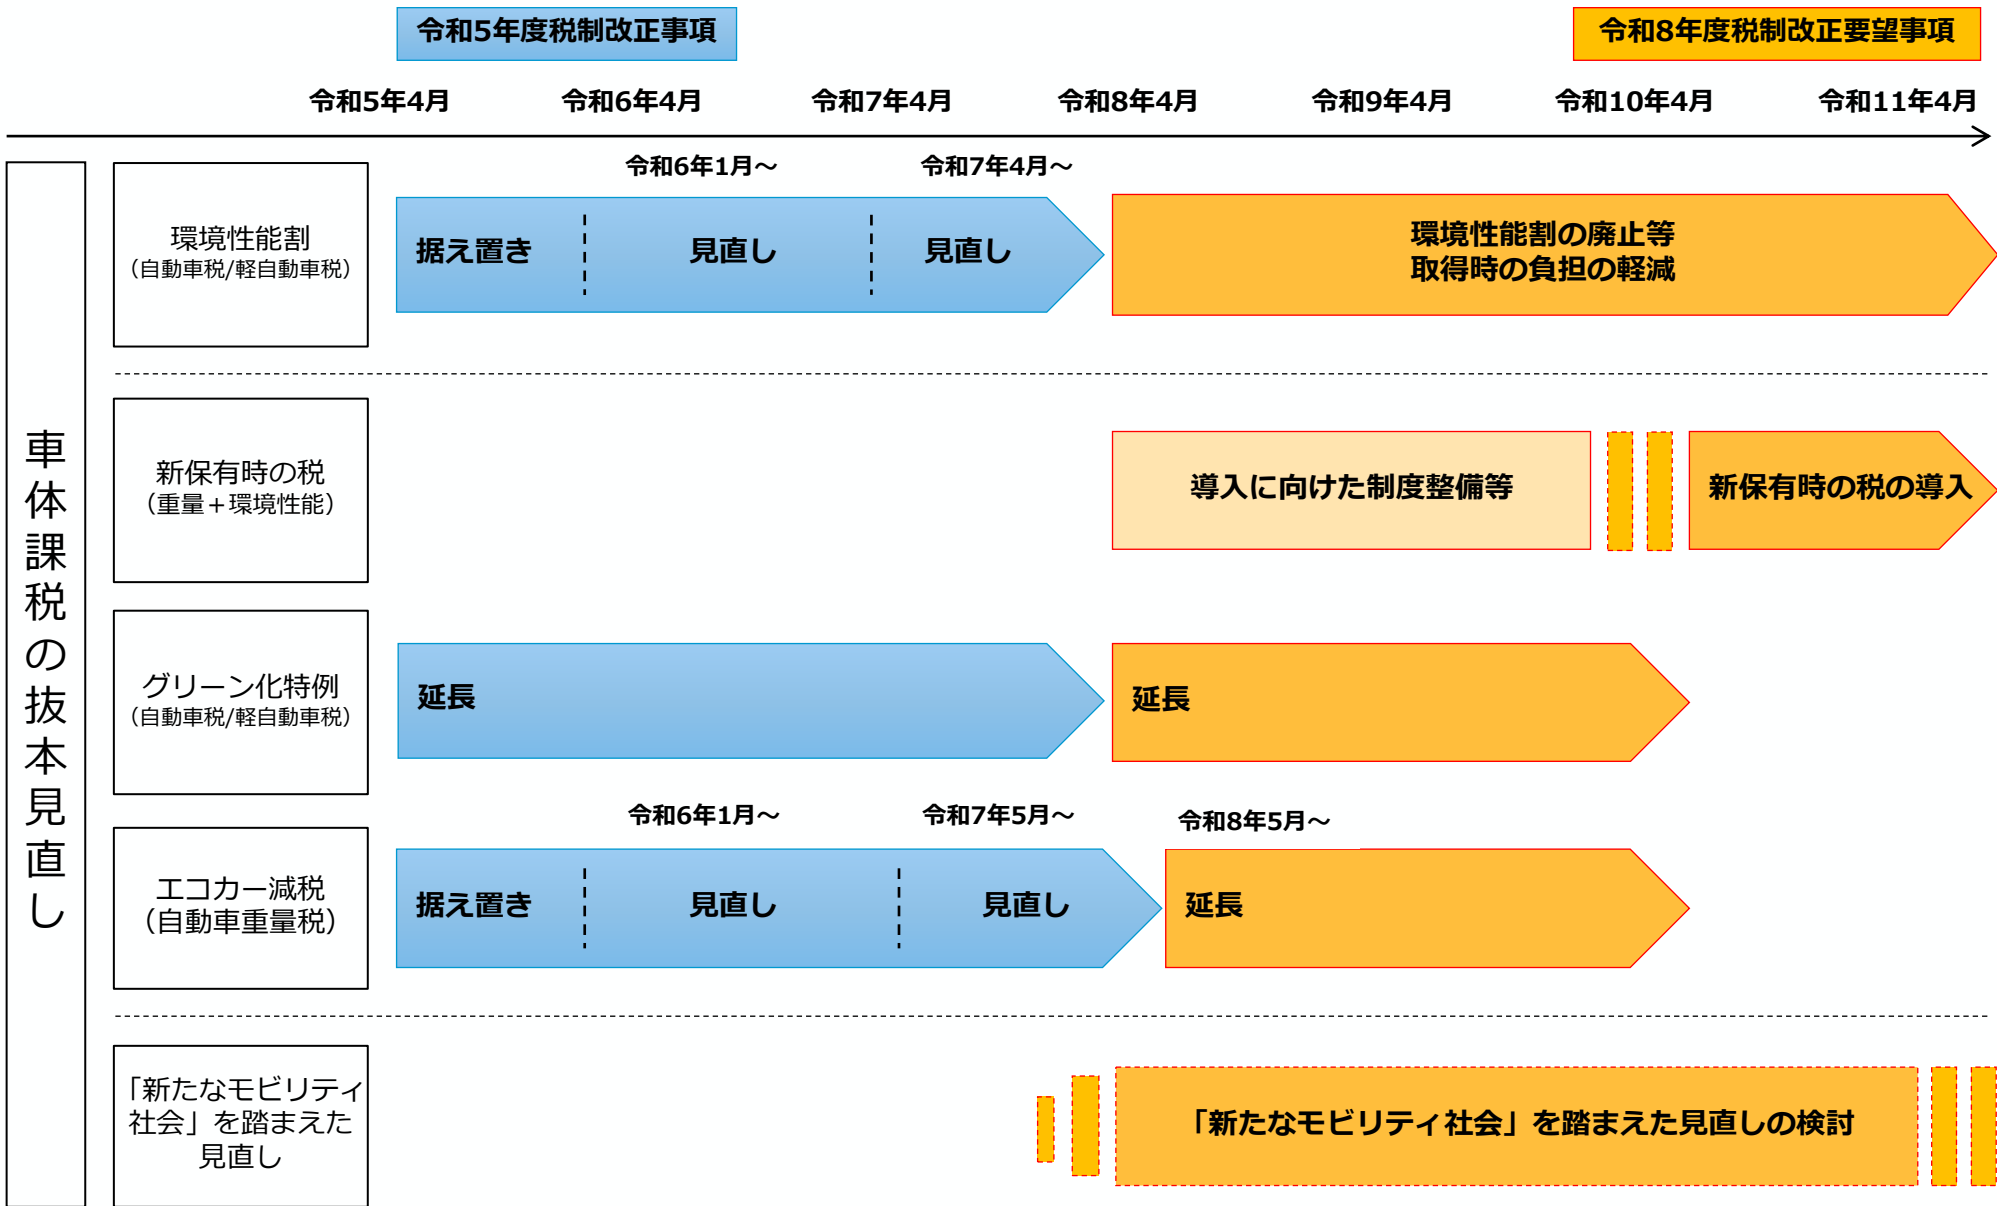 令和5年度税制改正事項
令和8年度税制改正要望事項
令和5年4月
令和6年4月
令和7年4月
令和8年4月
令和9年4月
令和10年4月
令和11年4月
車体課税の抜本見直し
令和6年1月～
令和7年4月～
環境性能割
（自動車税/軽自動車税）
据え置き
見直し
見直し
環境性能割の廃止等
取得時の負担の軽減
新保有時の税
（重量＋環境性能）
導入に向けた制度整備等
新保有時の税の導入
グリーン化特例
（自動車税/軽自動車税）
延長
延長
令和6年1月～
令和7年5月～
令和8年5月～
エコカー減税
（自動車重量税）
据え置き
見直し
見直し
延長
「新たなモビリティ
社会」を踏まえた
見直し
「新たなモビリティ社会」を踏まえた見直しの検討